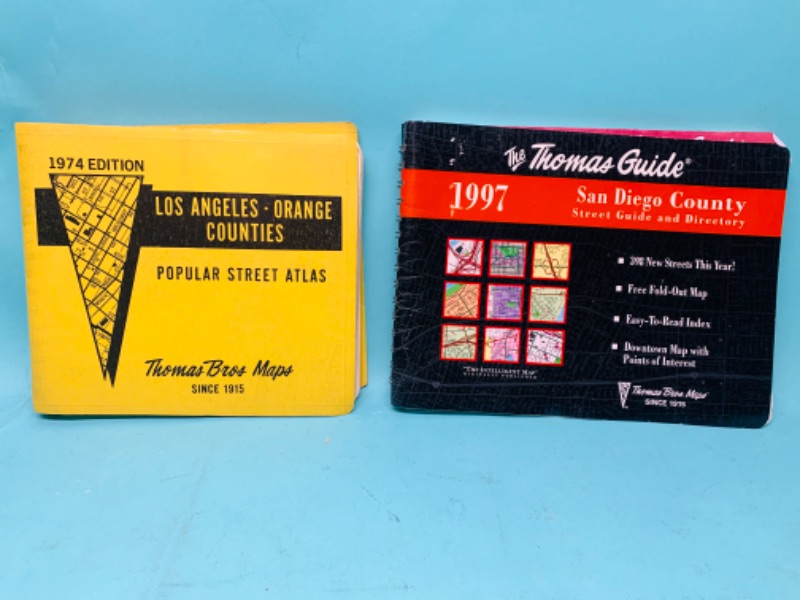 1974 EDITION
LOS ANGELES · ORANGE
COUNTIES
POPULAR STREET ATLAS
Thomas Bros Maps
SINCE 1915
The Thomas Guide®
1997
San Diego County
Street Guide and Directory
■ 200 New Streets This Year!
■ Free Fold-Out Map
■ Easy-To-Read Index
■ Downtown Map with
Points of Interest
"The Intelligent Map"
Thomas Bros Maps®
SINCE 1915